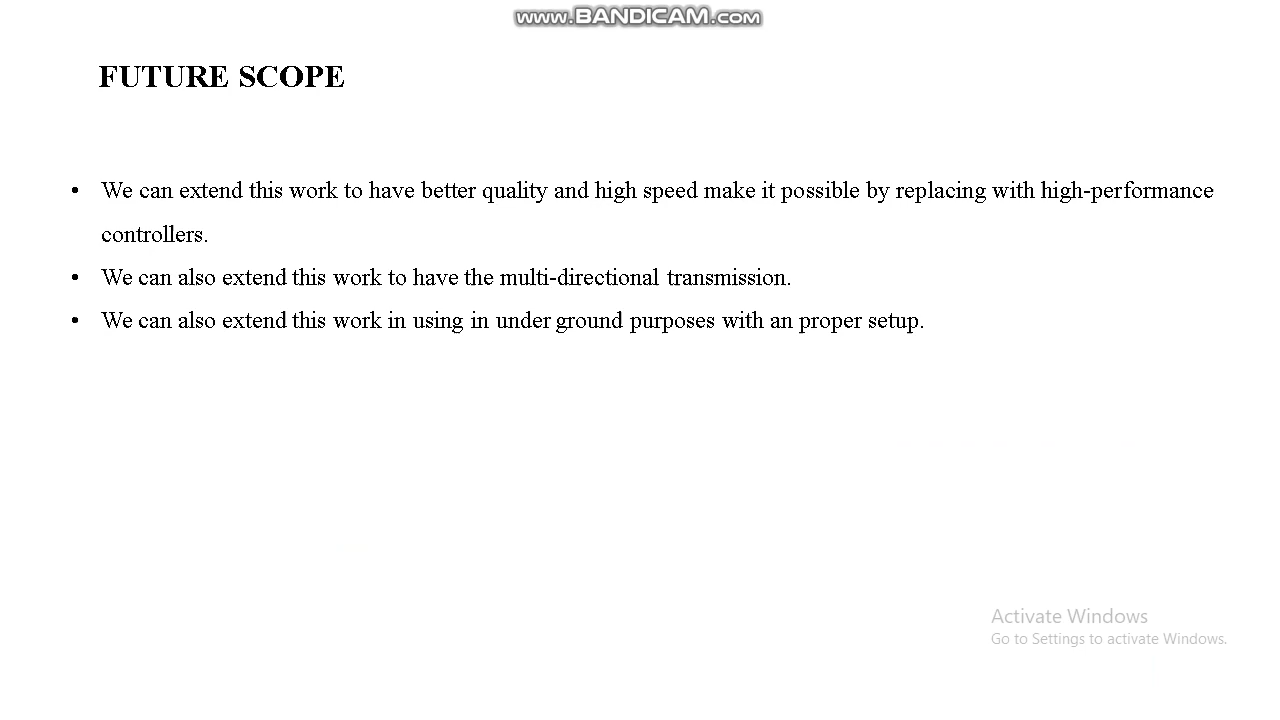 www.BANDICAM.com
FUTURE SCOPE
• We can extend this work to have better quality and high speed make it possible by replacing with high-performance
controllers.
• We can also extend this work to have the multi-directional transmission.
• We can also extend this work in using in under ground purposes with an proper setup.
Activate Windows
Go to Settings to activate Windows.